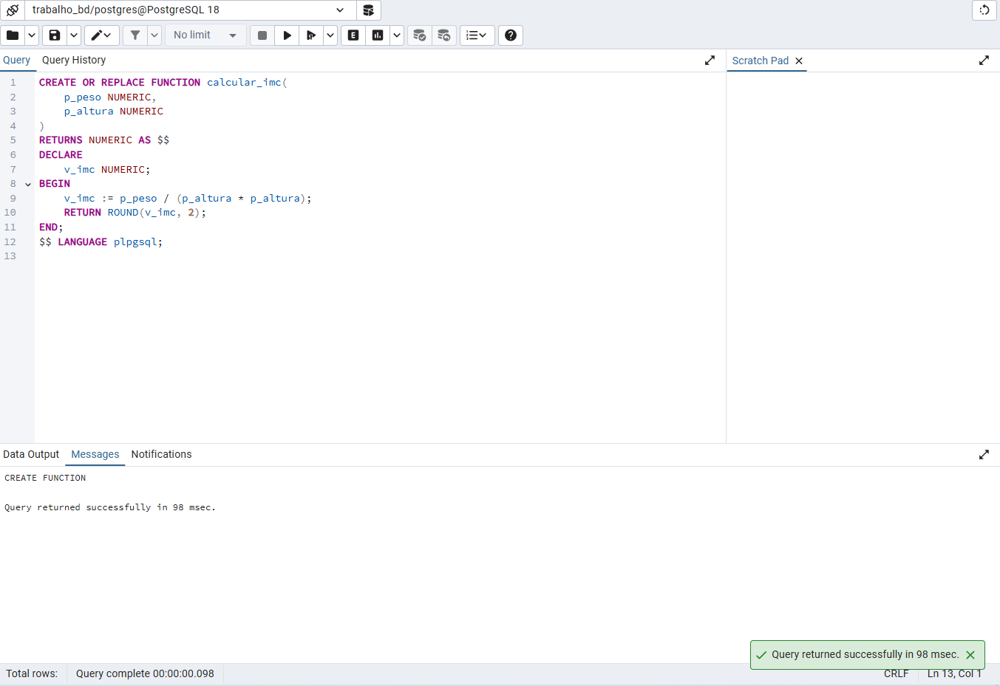 trabalho_bd/postgres@PostgreSQL 18
No limit
E
Query
Query History
Scratch Pad
1 CREATE OR REPLACE FUNCTION calcular_imc(
2 p_peso NUMERIC,
3 p_altura NUMERIC
4 )
5 RETURNS NUMERIC AS $$
6 DECLARE
7 v_imc NUMERIC;
8 BEGIN
9 v_imc := p_peso / (p_altura * p_altura);
10 RETURN ROUND(v_imc, 2);
11 END;
12 $$ LANGUAGE plpgsql;
13
Data Output
Messages
Notifications
CREATE FUNCTION
Query returned successfully in 98 msec.
Query returned successfully in 98 msec.
Total rows:
Query complete 00:00:00.098
CRLF
Ln 13, Col 1